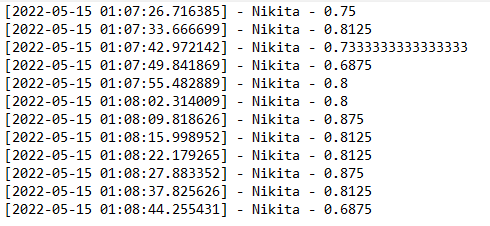 [2022-05-15 01:07:26.716385] - Nikita - 0.75
[2022-05-15 01:07:33.666699] - Nikita - 0.8125
[2022-05-15 01:07:42.972142] - Nikita - 0.7333333333333333
[2022-05-15 01:07:49.841869] - Nikita - 0.6875
[2022-05-15 01:07:55.482889] - Nikita - 0.8
[2022-05-15 01:08:02.314009] - Nikita - 0.8
[2022-05-15 01:08:09.818626] - Nikita - 0.875
[2022-05-15 01:08:15.998952] - Nikita - 0.8125
[2022-05-15 01:08:22.179265] - Nikita - 0.8125
[2022-05-15 01:08:27.883352] - Nikita - 0.875
[2022-05-15 01:08:37.825626] - Nikita - 0.8125
[2022-05-15 01:08:44.255431] - Nikita - 0.6875